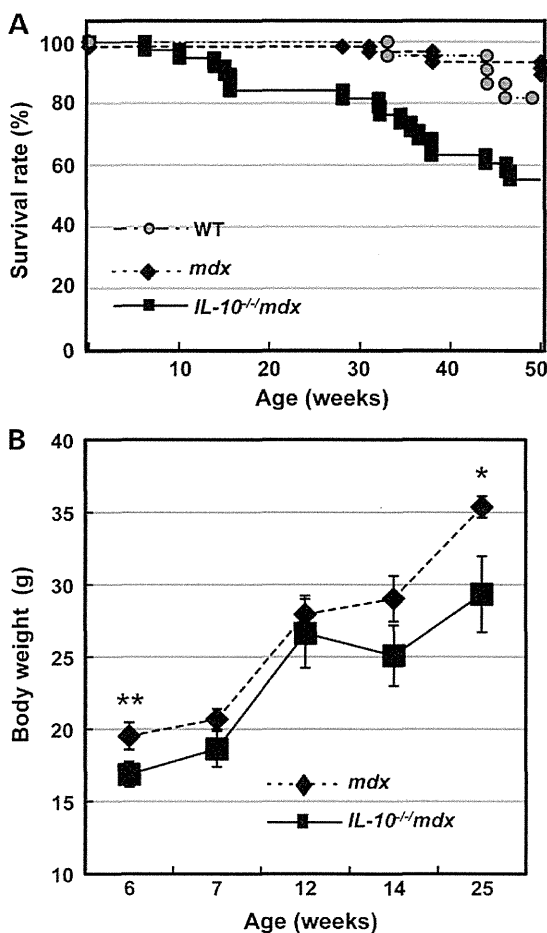 A
Survival rate (%)
100
80
60
40
20
0
WT
mdx
IL-10-/-/mdx
10
20
30
40
50
Age (weeks)
B
Body weight (g)
40
35
30
25
20
15
10
**
*
mdx
IL-10-/-/mdx
6
7
12
14
25
Age (weeks)